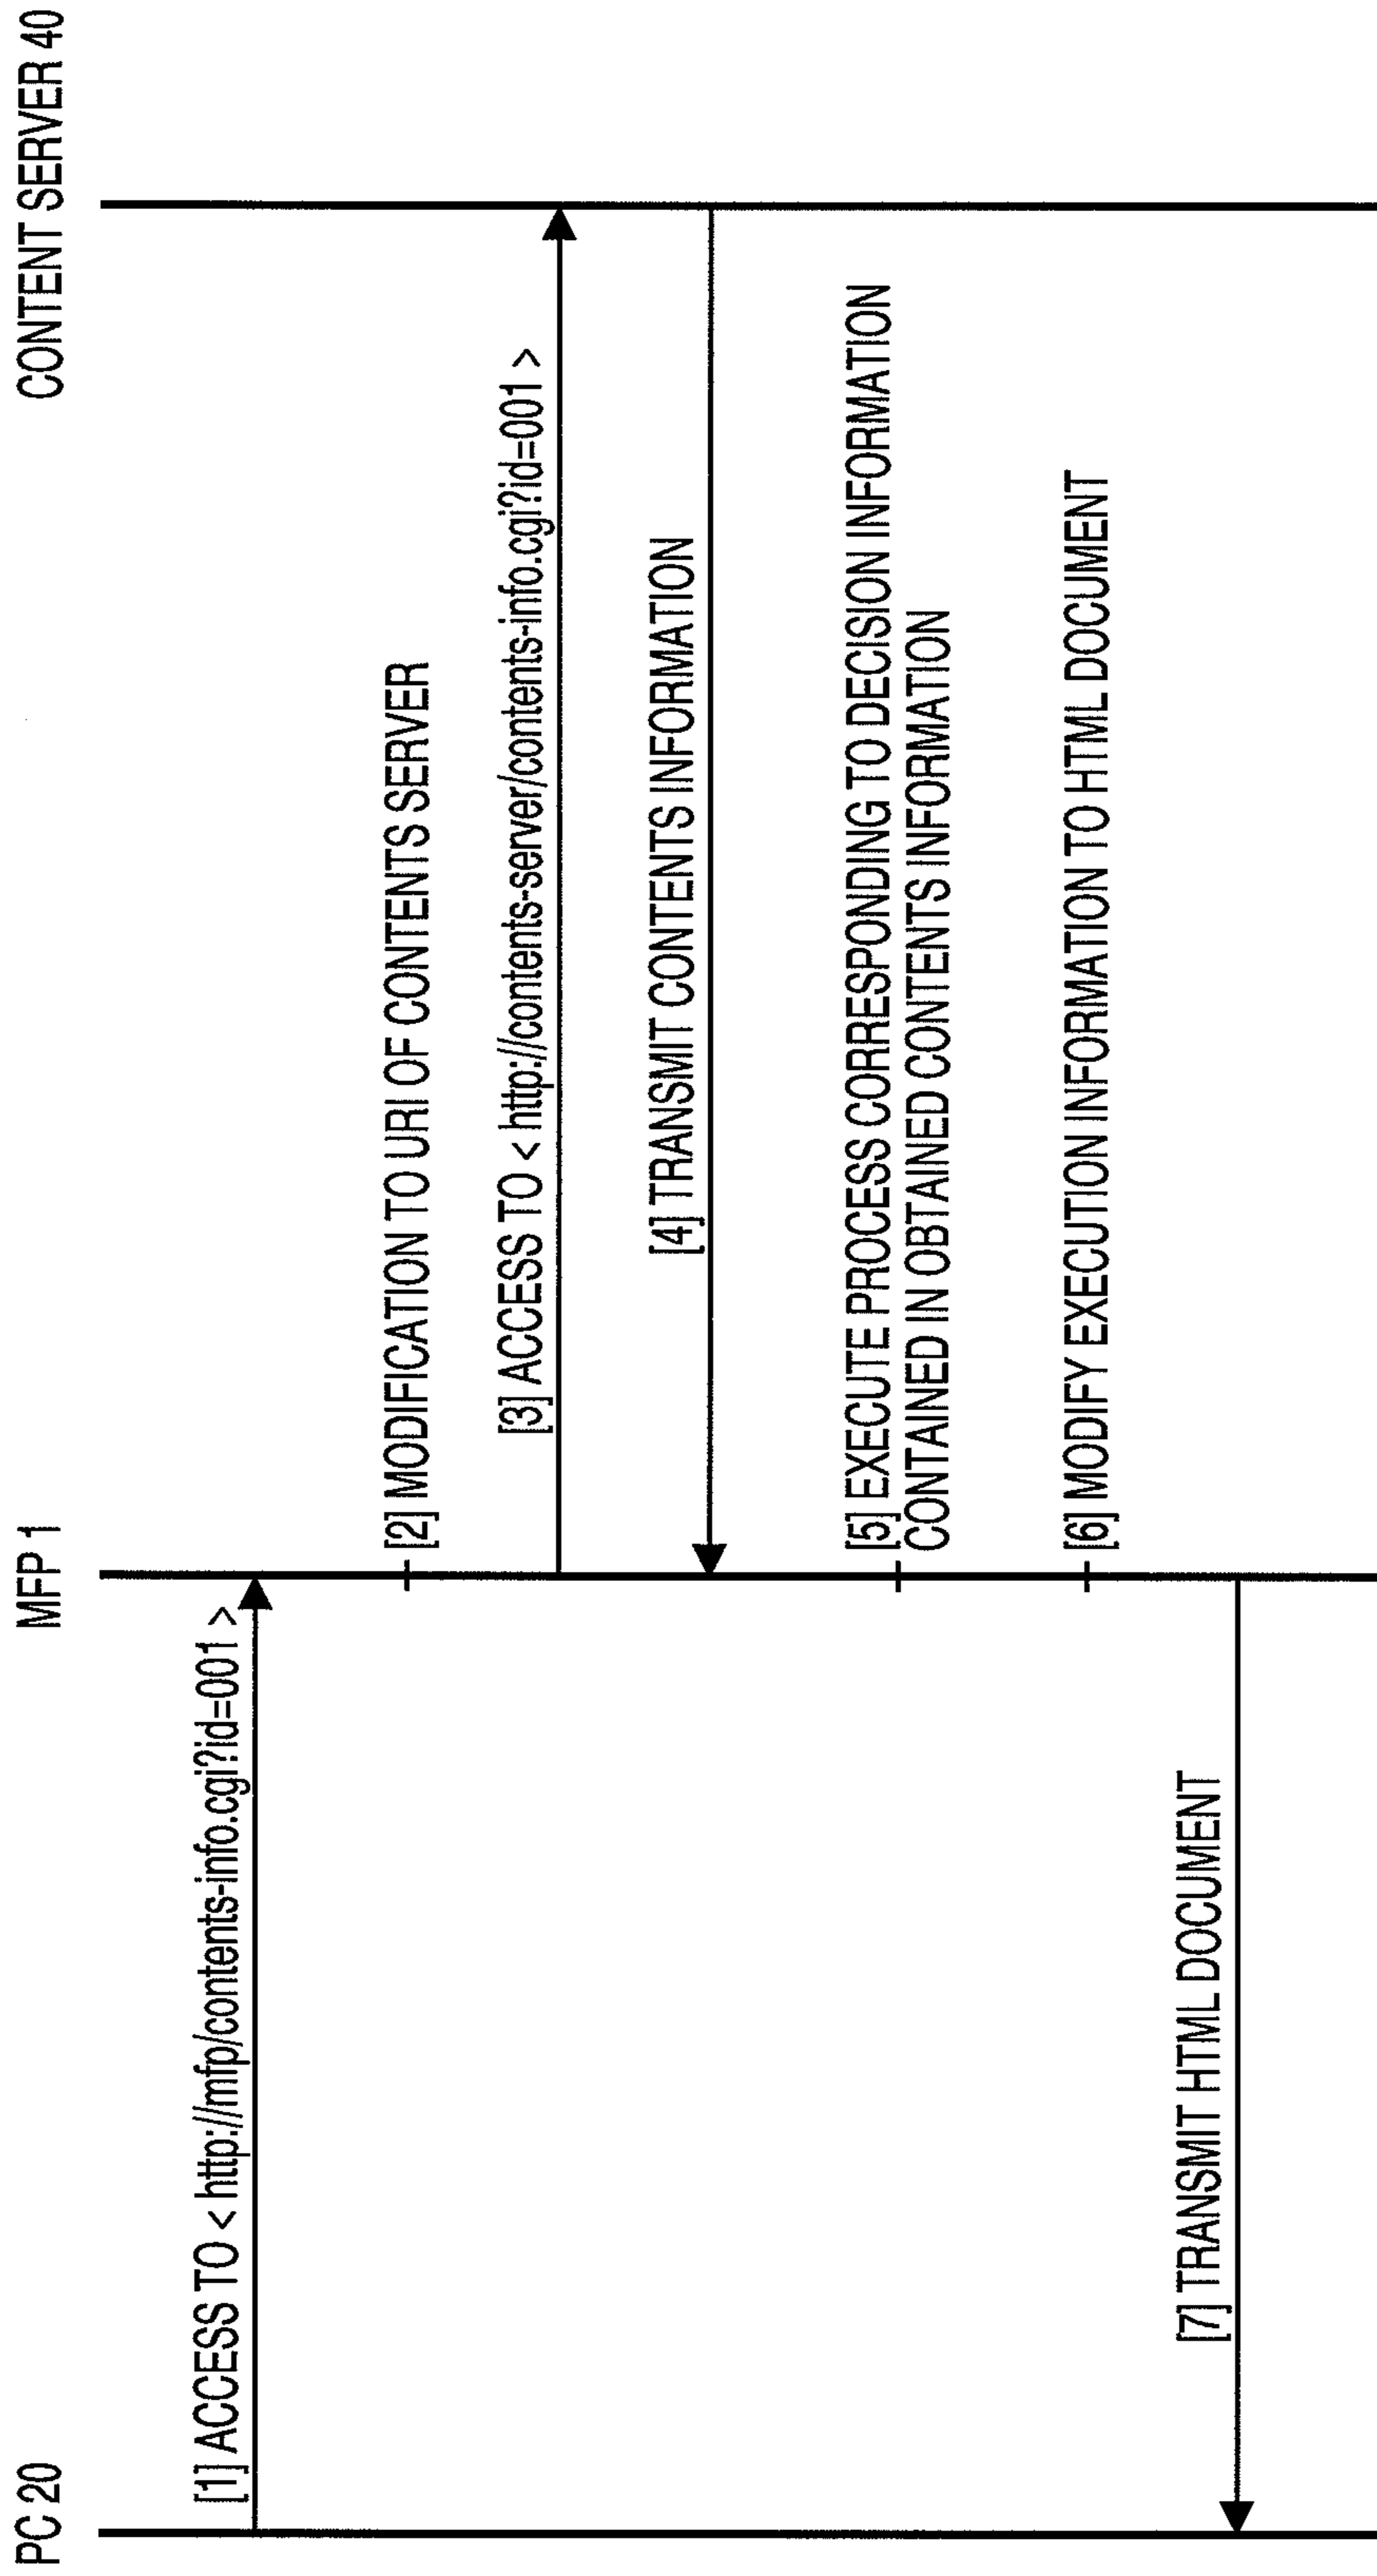 PC 20
MFP 1
CONTENT SERVER 40
[1] ACCESS TO < http://mfp/contents-info.cgi?id=001 >
[2] MODIFICATION TO URI OF CONTENTS SERVER
[3] ACCESS TO < http://contents-server/contents-info.cgi?id=001 >
[4] TRANSMIT CONTENTS INFORMATION
[5] EXECUTE PROCESS CORRESPONDING TO DECISION INFORMATION
CONTAINED IN OBTAINED CONTENTS INFORMATION
[6] MODIFY EXECUTION INFORMATION TO HTML DOCUMENT
[7] TRANSMIT HTML DOCUMENT